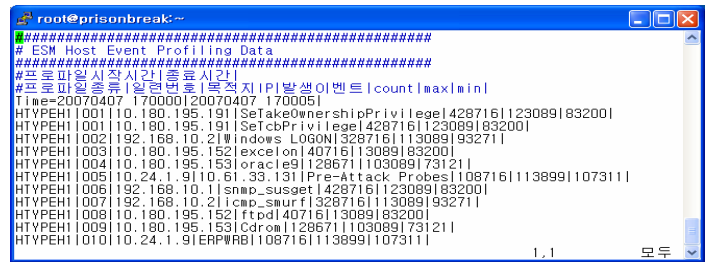 root@prisonbreak:~
################################################
# ESM Host Event Profiling Data
################################################
#프로파일시작시간|종료시간|
#프로파일종류|일련번호|목적지IP|발생이벤트|count|max|min|
Time=20070407 170000|20070407 170005|
HTYPEH1|001|10.180.195.191|SeTakeOwnershipPrivilege|428716|123089|83200|
HTYPEH1|001|10.180.195.191|SeTcbPrivilege|428716|123089|83200|
HTYPEH1|002|192.168.10.2|Windows LOGON|328716|113089|93271|
HTYPEH1|003|10.180.195.152|excelon|40716|13089|83200|
HTYPEH1|004|10.180.195.153|oracle9|128671|103089|73121|
HTYPEH1|005|10.24.1.9|10.61.33.131|Pre-Attack Probes|108716|113899|107311|
HTYPEH1|006|192.168.10.1|snmp_susget|428716|123089|83200|
HTYPEH1|007|192.168.10.2|icmp_smurf|328716|113089|93271|
HTYPEH1|008|10.180.195.152|ftpd|40716|13089|83200|
HTYPEH1|009|10.180.195.153|Cdrom|128671|103089|73121|
HTYPEH1|010|10.24.1.9|ERPWRB|108716|113899|107311|
1,1 모두